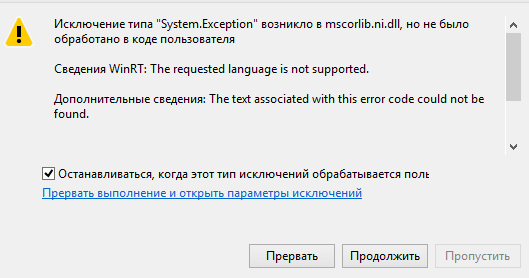 Исключение типа "System.Exception" возникло в mscorlib.ni.dll, но не было
обработано в коде пользователя
Сведения WinRT: The requested language is not supported.
Дополнительные сведения: The text associated with this error code could not be
found.
Останавливаться, когда этот тип исключений обрабатывается поль
Прервать выполнение и открыть параметры исключений
Прервать Продолжить Пропустить